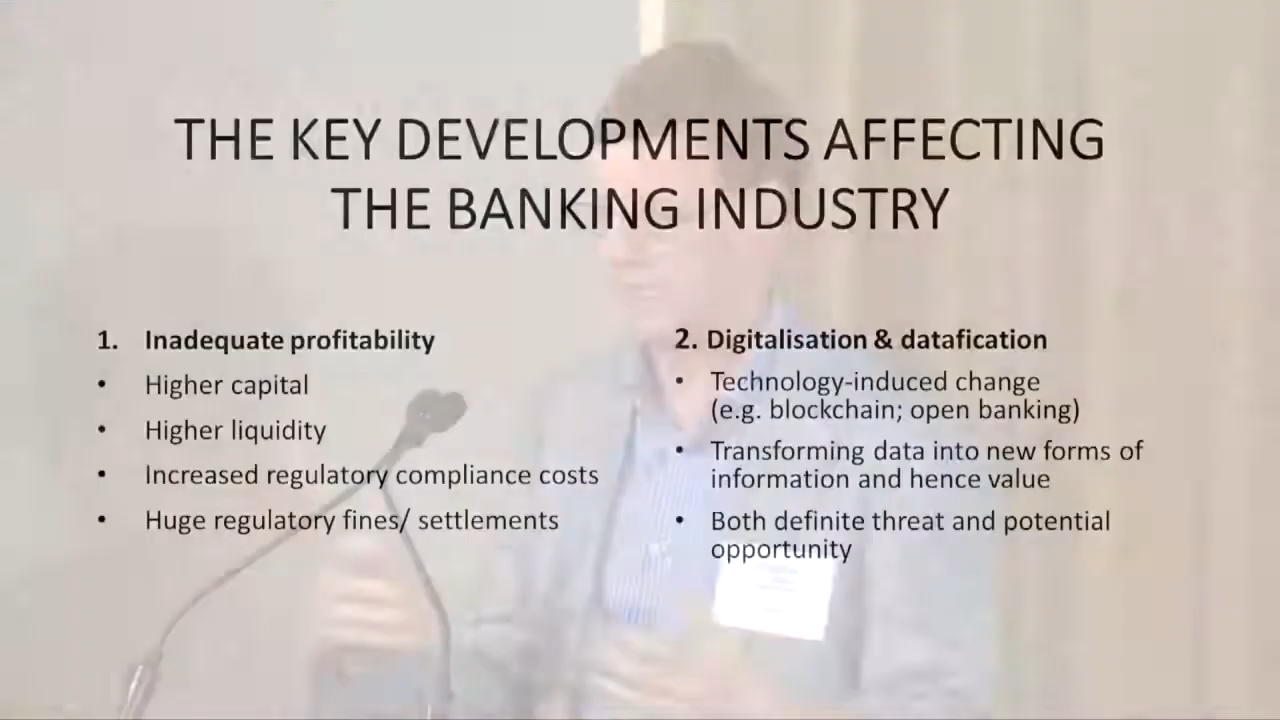 THE KEY DEVELOPMENTS AFFECTING
THE BANKING INDUSTRY
1. Inadequate profitability
• Higher capital
• Higher liquidity
• Increased regulatory compliance costs
• Huge regulatory fines/ settlements
2. Digitalisation & datafication
• Technology-induced change
(e.g. blockchain; open banking)
• Transforming data into new forms of
information and hence value
• Both definite threat and potential
opportunity